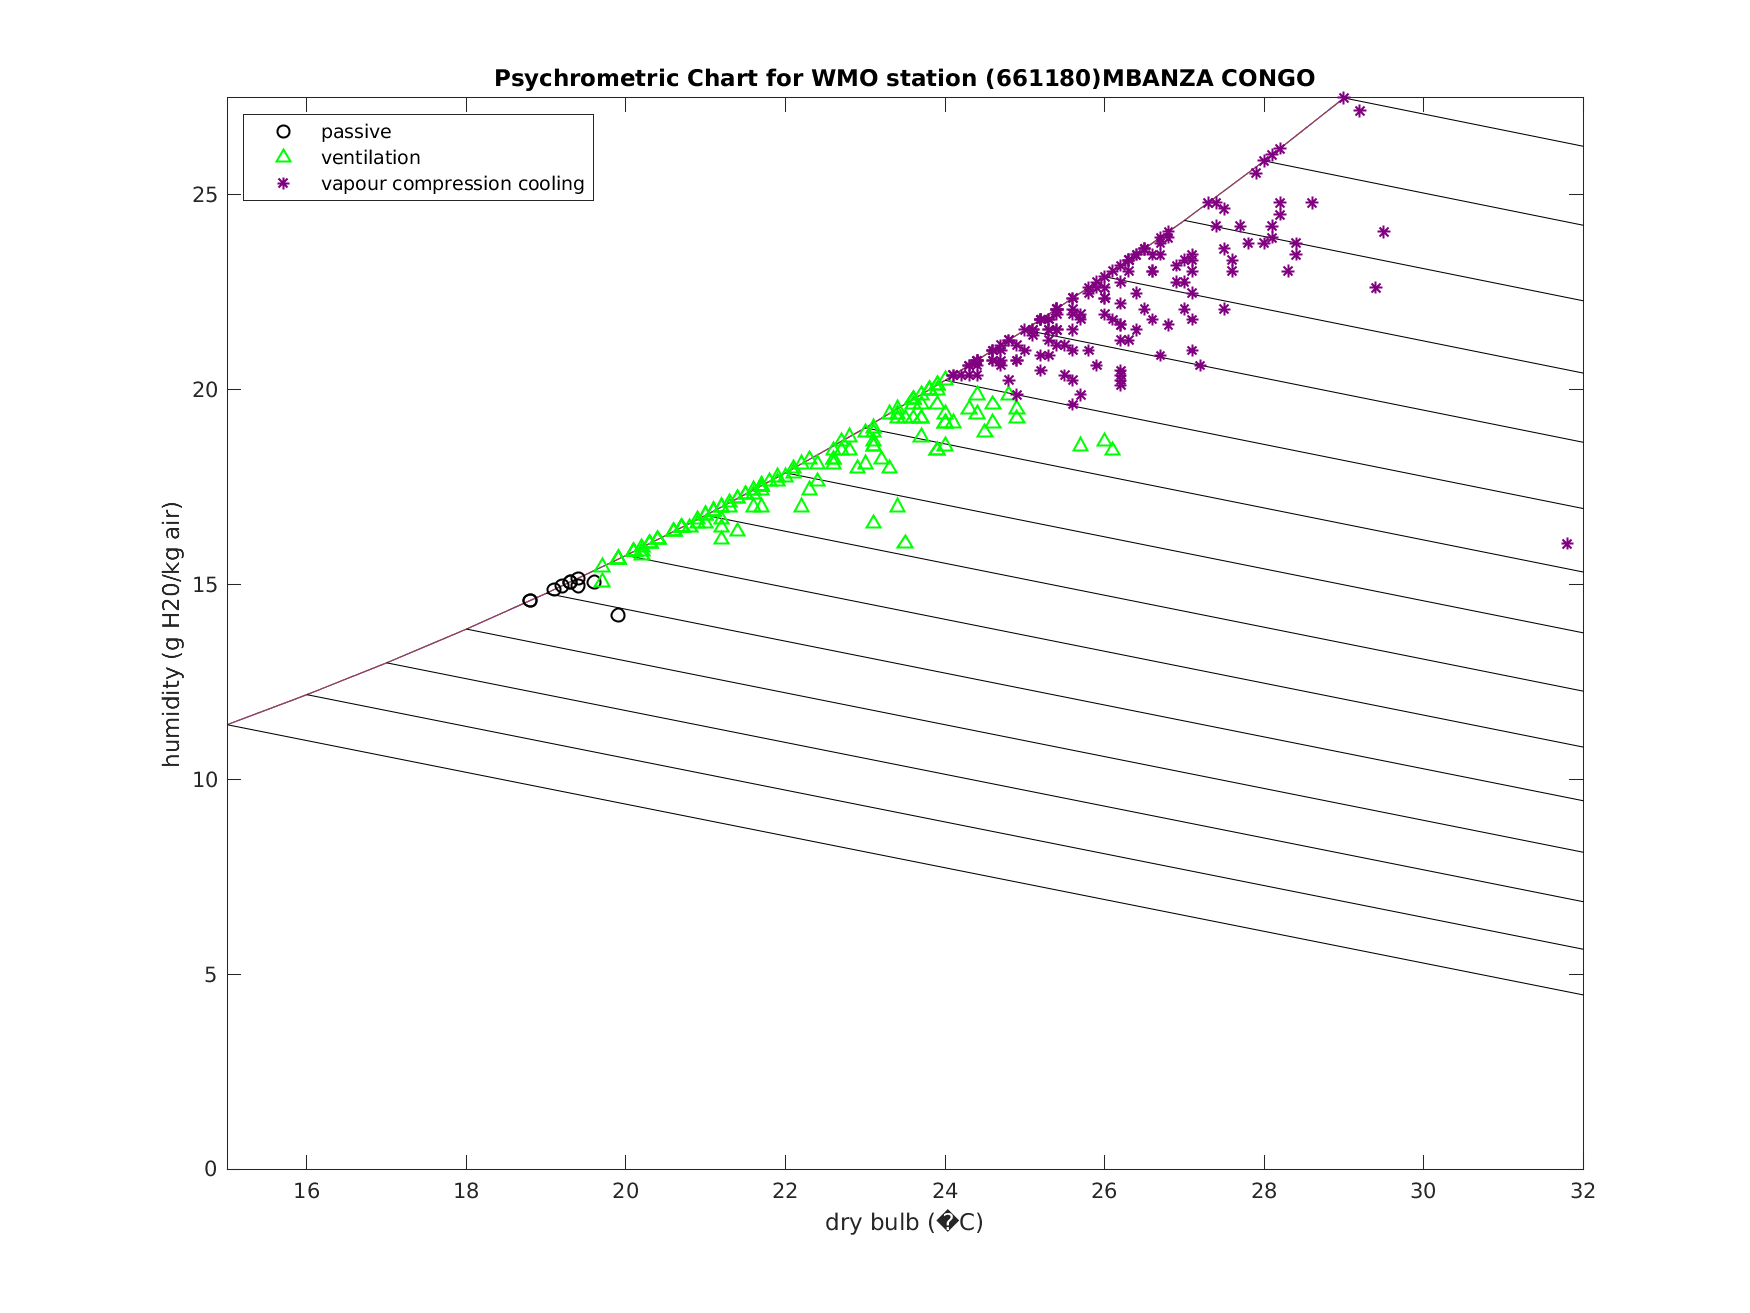 Psychrometric Chart for WMO station (661180)MBANZA CONGO
passive
ventilation
vapour compression cooling
humidity (g H20/kg air)
25
20
15
10
5
0
16 18 20 22 24 26 28 30 32
dry bulb (�C)